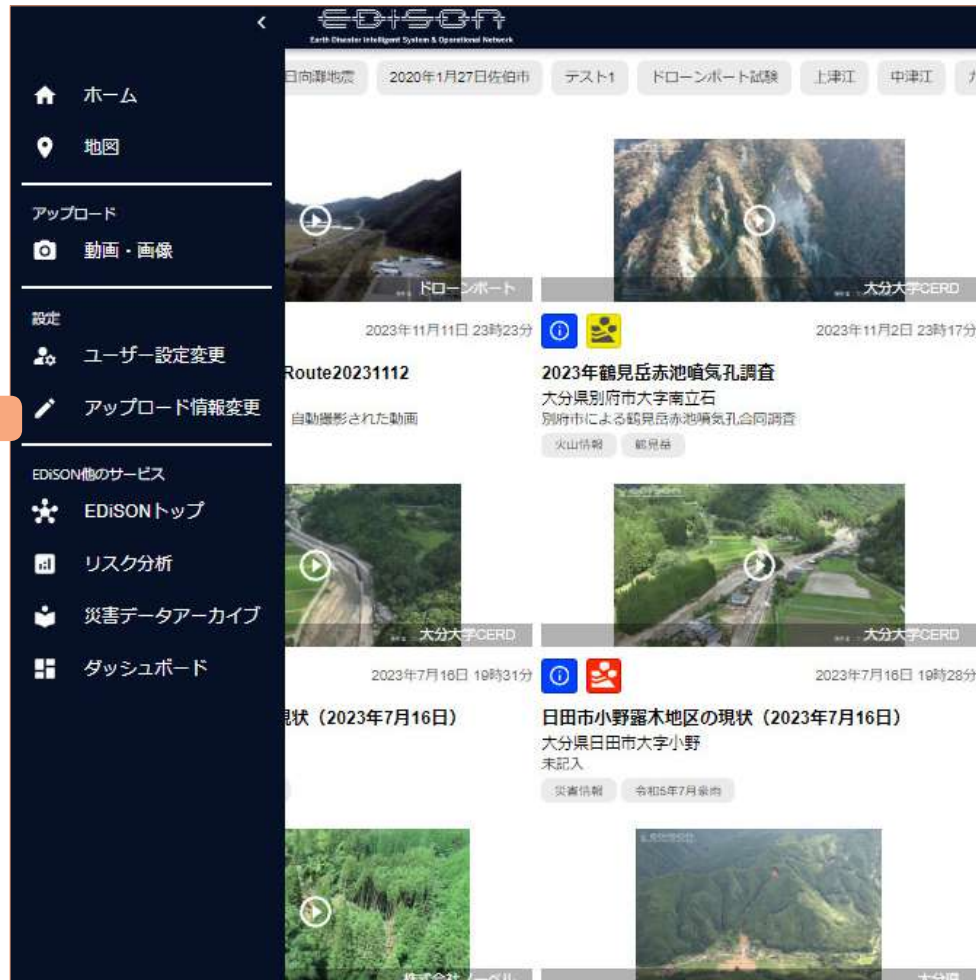 EDiSON
Earth Disaster Intelligent System & Operational Network
ホーム
地図
アップロード
動画・画像
設定
ユーザー設定変更
アップロード情報変更
EDiSON他のサービス
EDiSONトップ
リスク分析
災害データアーカイブ
ダッシュボード
日向灘地震 2020年1月27日佐伯市 テスト1 ドローンポート試験 上津江 中津江
ドローンポート
大分大学CERD
2023年11月11日 23時23分
2023年11月2日 23時17分
Route20231112
2023年鶴見岳赤池噴気孔調査
大分県別府市大字南立石
自動撮影された動画
別府市による鶴見岳赤池噴気孔合同調査
火山情報 鶴見岳
大分大学CERD
大分大学CERD
2023年7月16日 19時31分
2023年7月16日 19時28分
現状（2023年7月16日）
日田市小野露木地区の現状（2023年7月16日）
大分県日田市大字小野
未記入
災害情報 令和5年7月豪雨
株式会社ノーベル
大分県